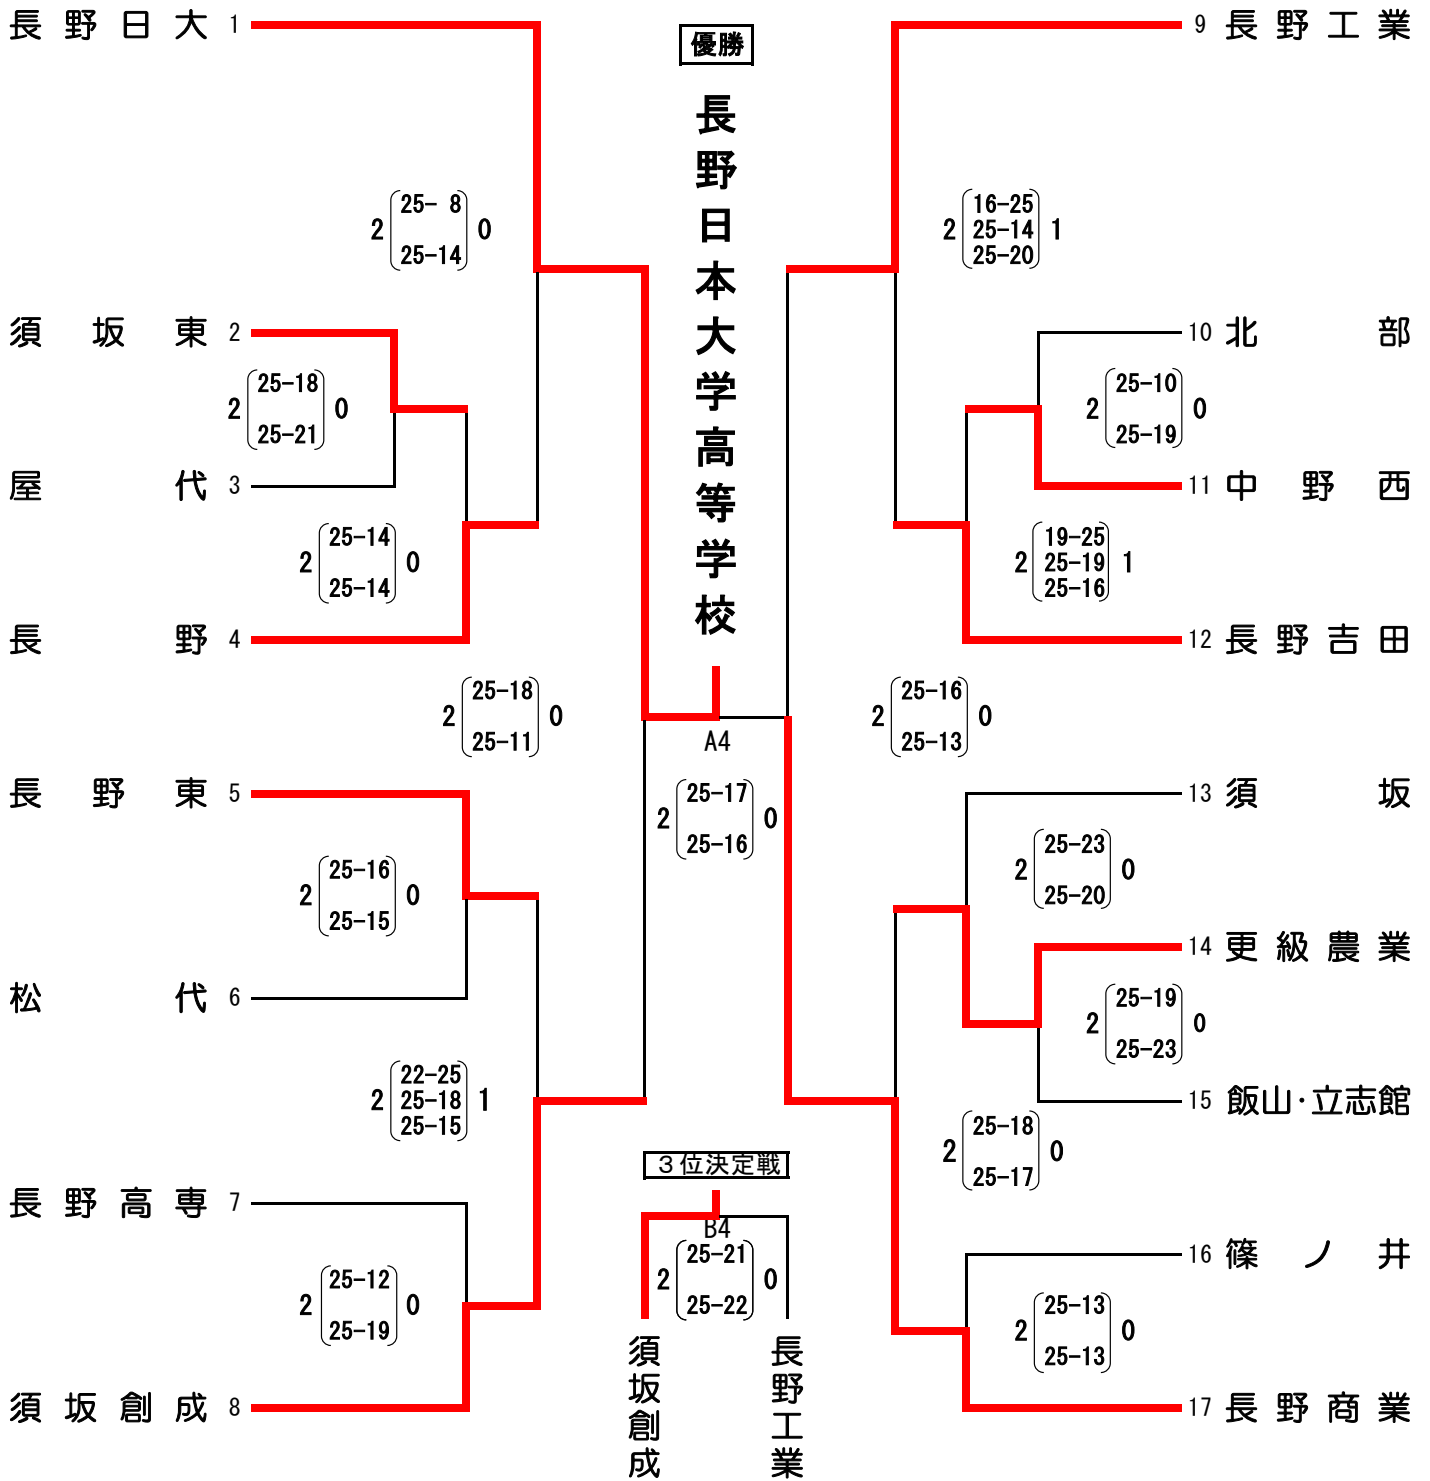 長野日大 1
2 25- 8 0
25-14
須坂東 2
2 25-18 0
25-21
屋代 3
2 25-14 0
25-14
長野 4
2 25-18 0
25-11
長野東 5
2 25-16 0
25-15
松代 6
22-25
2 25-18 1
25-15
長野高専 7
2 25-12 0
25-19
須坂創成 8
優勝
長野日本大学高等学校
A4
2 25-17 0
25-16
3位決定戦
B4
2 25-21 0
25-22
須坂創成
長野工業
9 長野工業
16-25
2 25-14 1
25-20
10 北部
2 25-10 0
25-19
11 中野西
19-25
2 25-19 1
25-16
12 長野吉田
2 25-16 0
25-13
13 須坂
2 25-23 0
25-20
14 更級農業
2 25-19 0
25-23
15 飯山・立志館
2 25-18 0
25-17
16 篠ノ井
2 25-13 0
25-13
17 長野商業